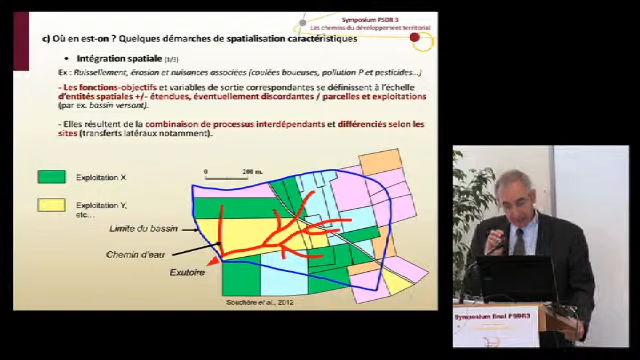 Symposium PSDR 3
Les chemins du développement territorial
c) Où en est-on ? Quelques démarches de spatialisation caractéristiques
• Intégration spatiale (1/3)
Ex : Ruissellement, érosion et nuisances associées (coulées boueuses, pollution P et pesticides...)
- Les fonctions-objectifs et variables de sortie correspondantes se définissent à l'échelle
d'entités spatiales +/- étendues, éventuellement discordantes / parcelles et exploitations
(par ex. bassin versant).
- Elles résultent de la combinaison de processus interdépendants et différenciés selon les
sites (transferts latéraux notamment).
0 200 m.
Exploitation X
Exploitation Y,
etc...
Limite du bassin
Chemin d'eau
Exutoire
Souchère et al., 2012
Symposium final PSDR3